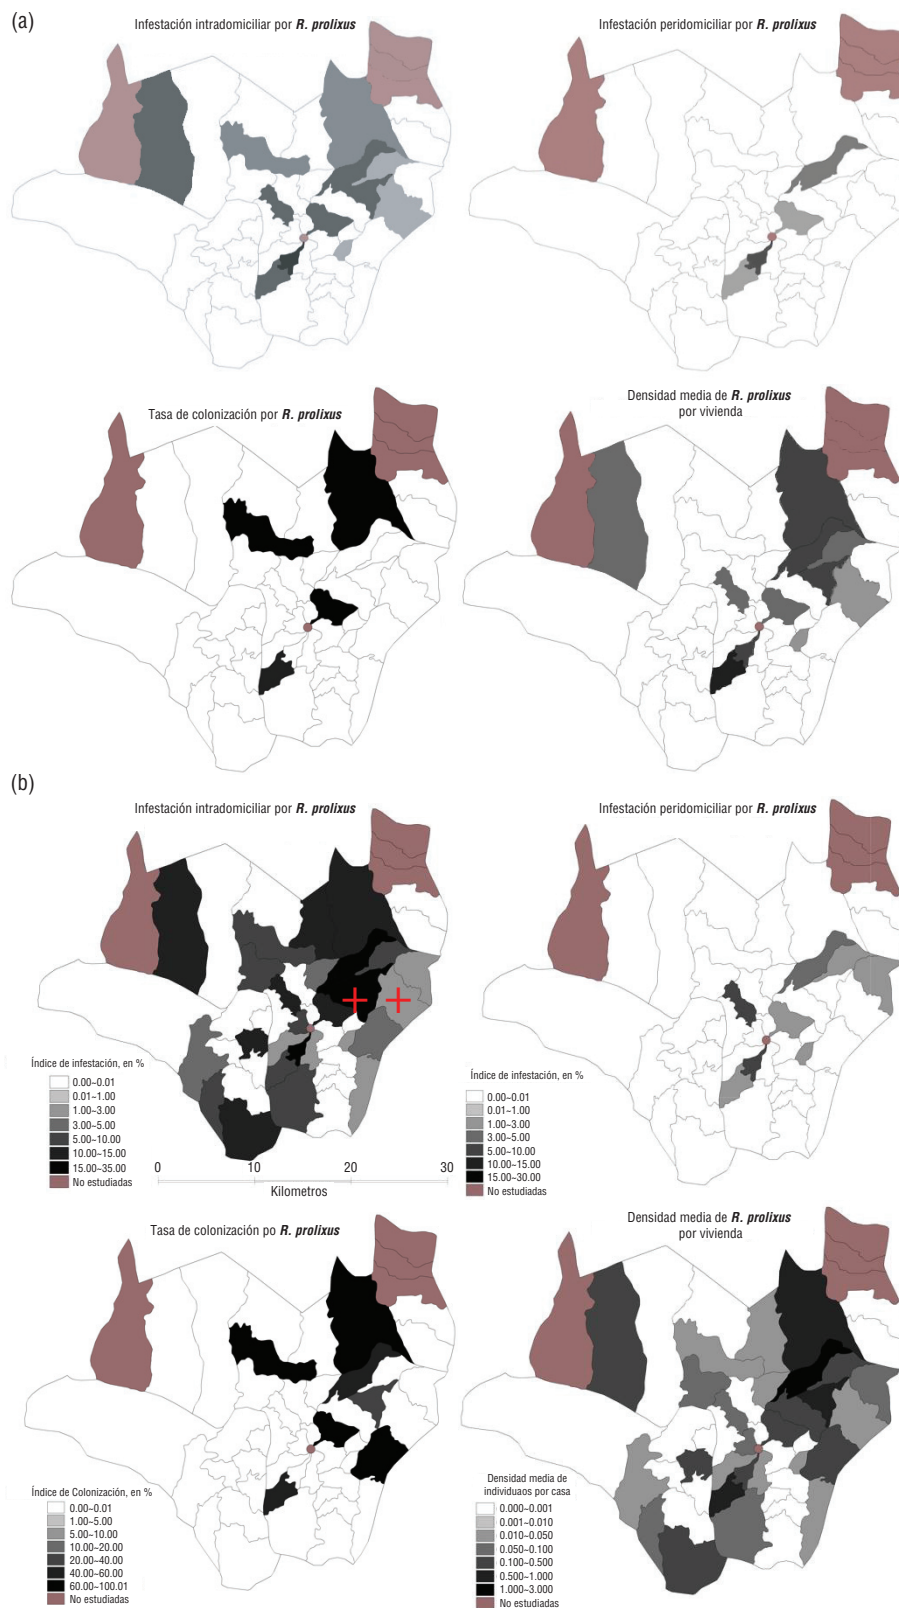 (a)
Infestación intradomiciliar por R. prolixus
Infestación peridomiciliar por R. prolixus
Tasa de colonización por R. prolixus
Densidad media de R. prolixus
por vivienda
(b)
Infestación intradomiciliar por R. prolixus
Infestación peridomiciliar por R. prolixus
Índice de infestación, en %
0.00~0.01
0.01~1.00
1.00~3.00
3.00~5.00
5.00~10.00
10.00~15.00
15.00~35.00
No estudiadas
0 10 20 30
Kilometros
Índice de infestación, en %
0.00~0.01
0.01~1.00
1.00~3.00
3.00~5.00
5.00~10.00
10.00~15.00
15.00~30.00
No estudiadas
Tasa de colonización po R. prolixus
Densidad media de R. prolixus
por vivienda
Índice de Colonización, en %
0.00~0.01
1.00~5.00
5.00~10.00
10.00~20.00
20.00~40.00
40.00~60.00
60.00~100.01
No estudiadas
Densidad media de
individuaos por casa
0.000~0.001
0.001~0.010
0.010~0.050
0.050~0.100
0.100~0.500
0.500~1.000
1.000~3.000
No estudiadas